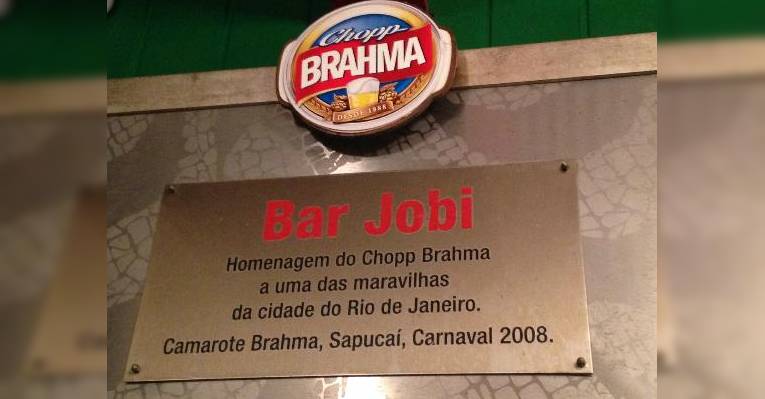 Chopp
BRAHMA
DESDE 1888
Bar Jobi
Homenagem do Chopp Brahma
a uma das maravilhas
da cidade do Rio de Janeiro.
Camarote Brahma, Sapucaí, Carnaval 2008.